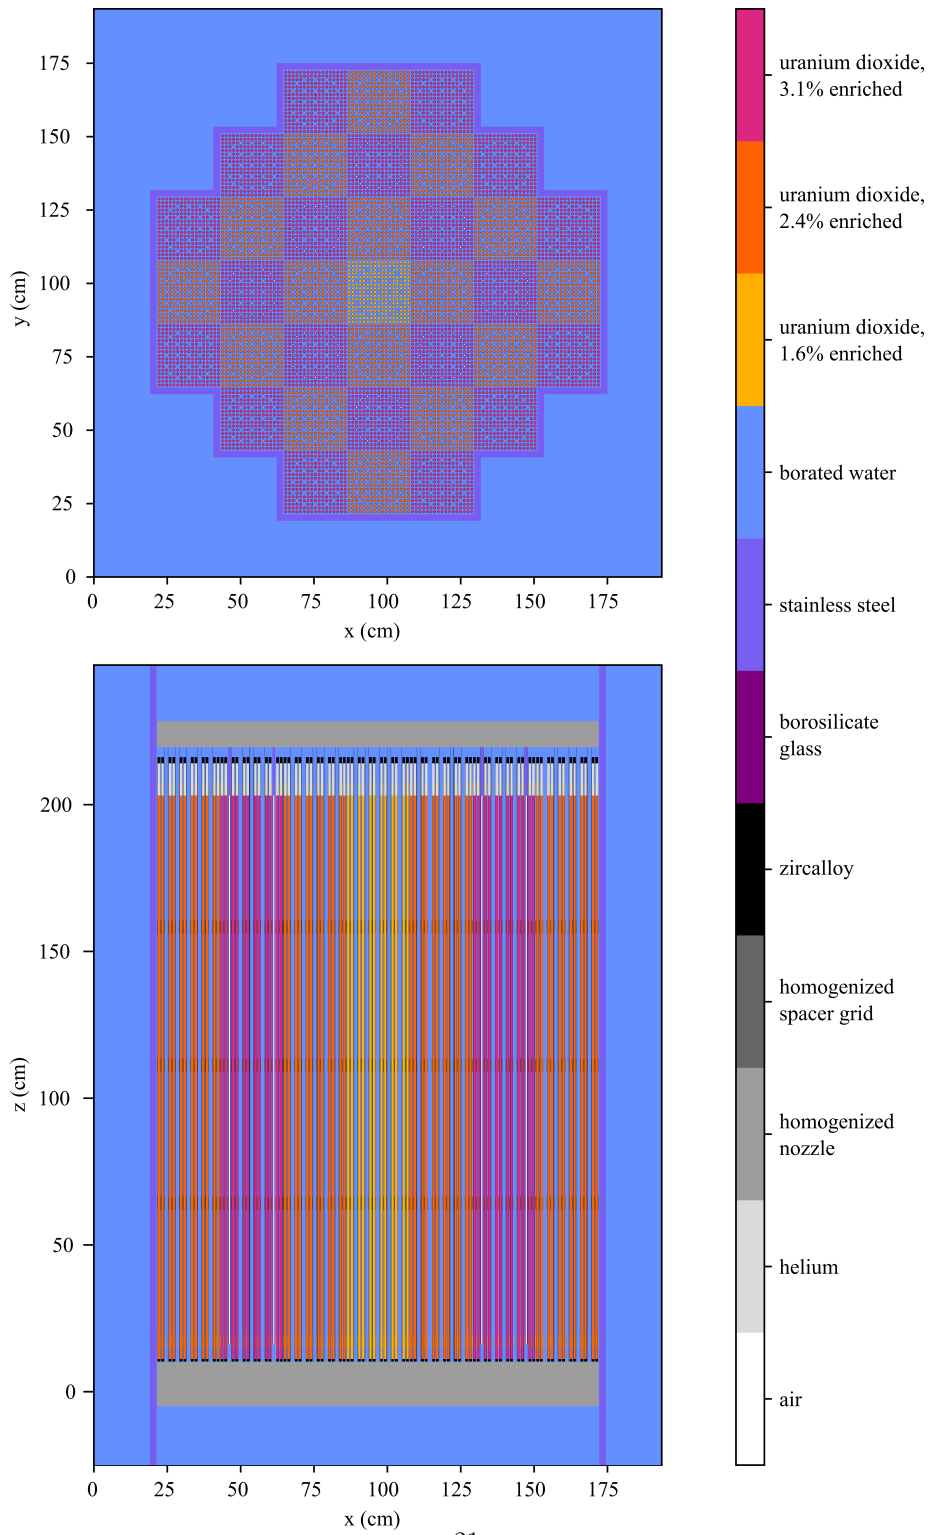 175
150
125
100
75
50
25
0
y (cm)
0 25 50 75 100 125 150 175
x (cm)
200
150
100
50
0
z (cm)
0 25 50 75 100 125 150 175
x (cm)
uranium dioxide,
3.1% enriched
uranium dioxide,
2.4% enriched
uranium dioxide,
1.6% enriched
borated water
stainless steel
borosilicate
glass
zircalloy
homogenized
spacer grid
homogenized
nozzle
helium
air